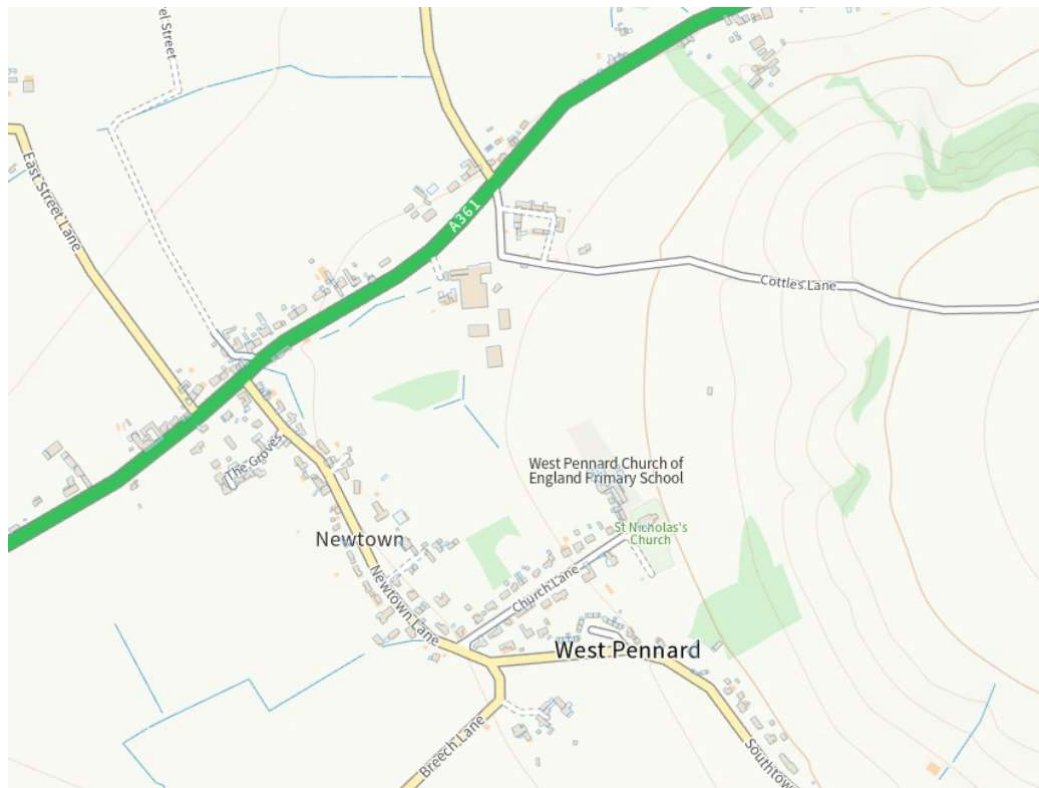 Street
East Street Lane
A361
Cottles Lane
The Groves
West Pennard Church of
England Primary School
St Nicholas's
Church
Newtown
Newtown Lane
Church Lane
West Pennard
Breech Lane
Southtown